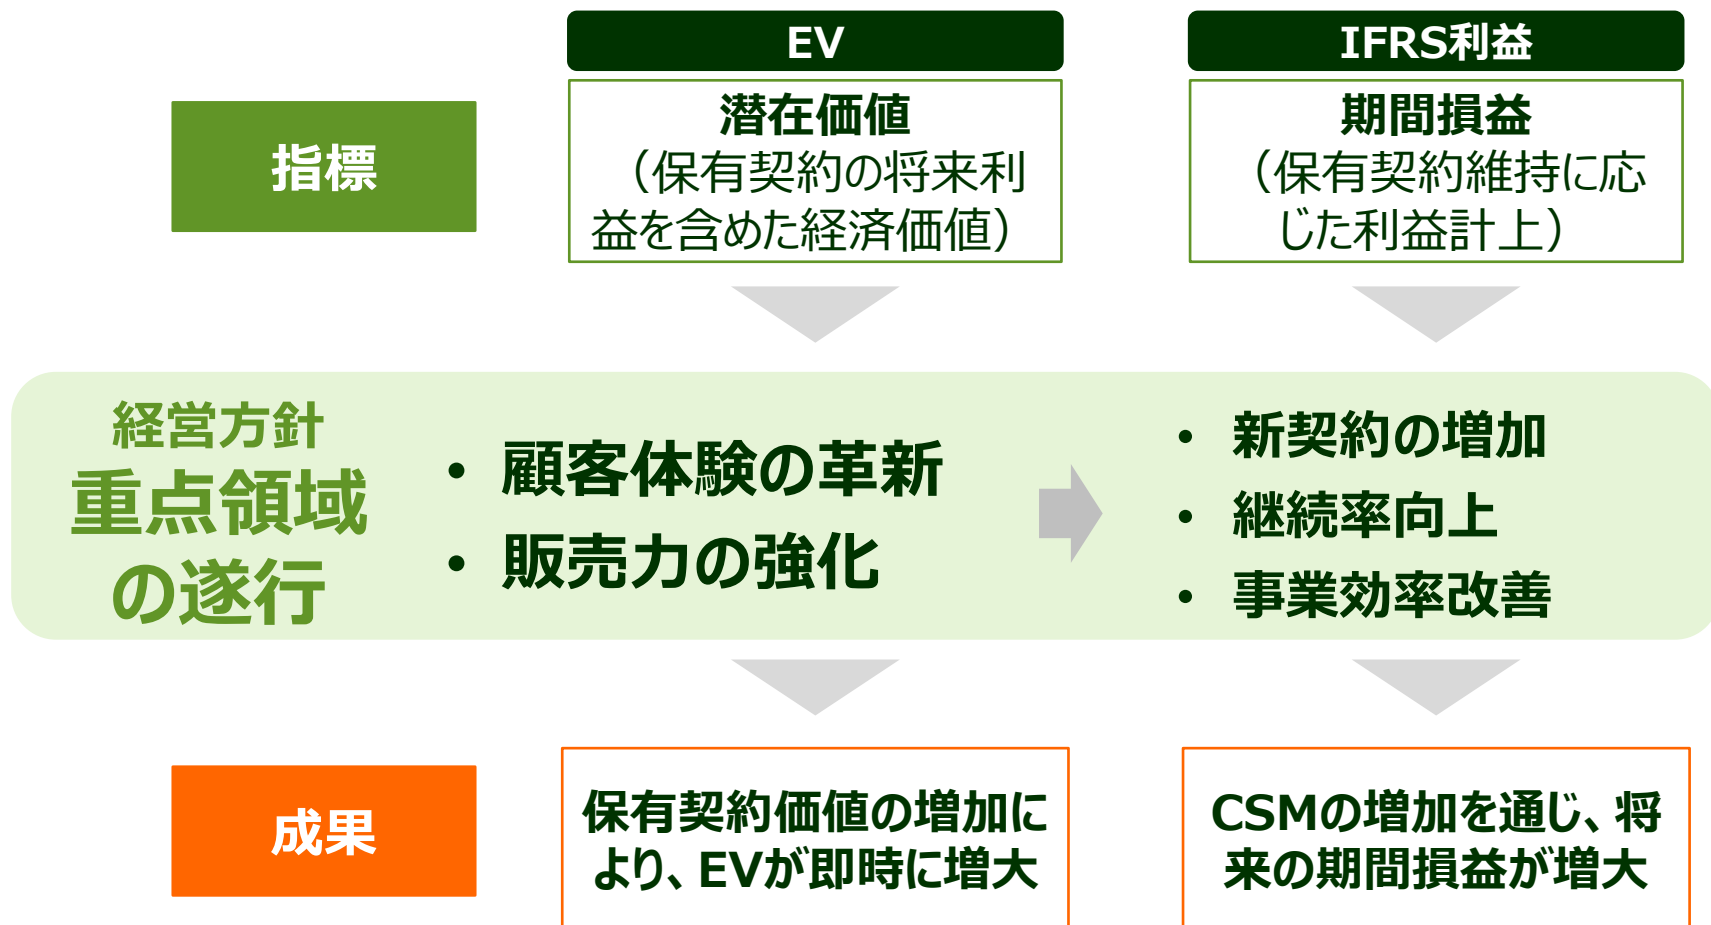 EV
IFRS利益
指標
潜在価値
（保有契約の将来利
益を含めた経済価値）
期間損益
（保有契約維持に応
じた利益計上）
経営方針
重点領域
の遂行
• 顧客体験の革新
• 販売力の強化
• 新契約の増加
• 継続率向上
• 事業効率改善
成果
保有契約価値の増加に
より、EVが即時に増大
CSMの増加を通じ、将
来の期間損益が増大